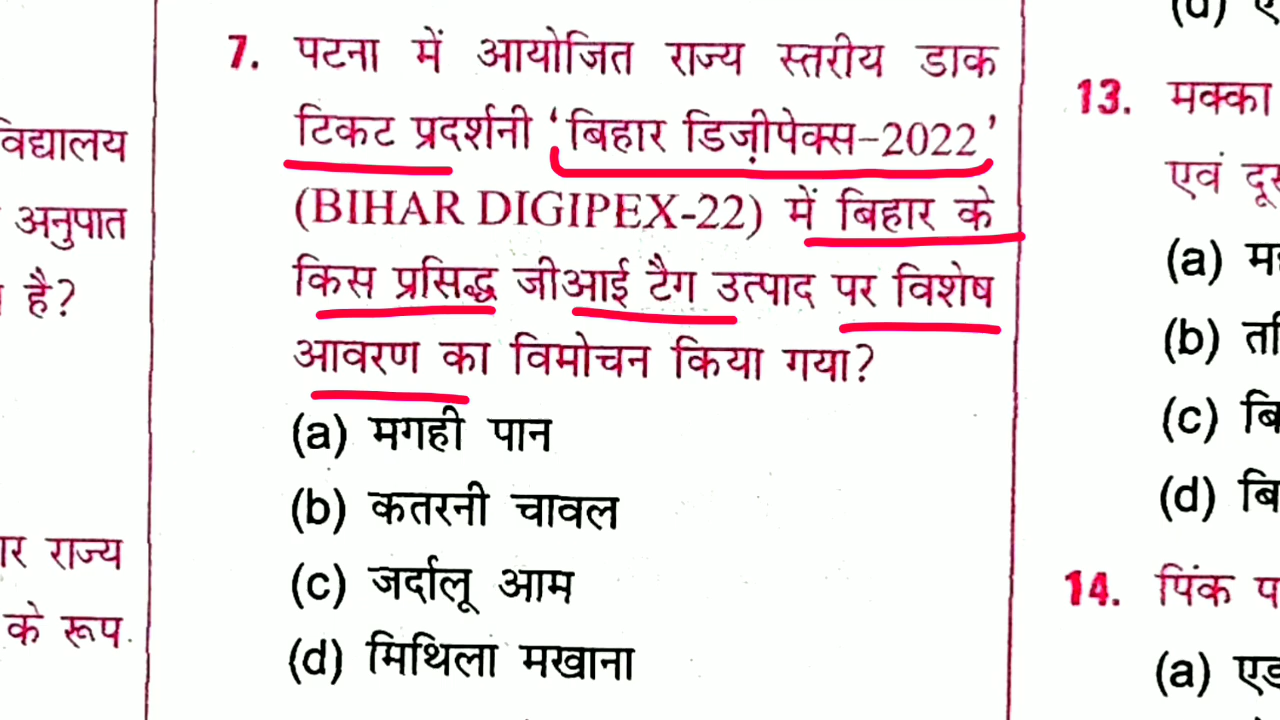 विद्यालय
अनुपात
है?
राज्य
के रूप
7. पटना में आयोजित राज्य स्तरीय डाक
टिकट प्रदर्शनी ‘बिहार डिज़ीपेक्स-2022’
(BIHAR DIGIPEX-22) में बिहार के
किस प्रसिद्ध जीआई टैग उत्पाद पर विशेष
आवरण का विमोचन किया गया?
(a) मगही पान
(b) कतरनी चावल
(c) जर्दालू आम
(d) मिथिला मखाना
(d)
13. मक्का
एवं
(a)
(b)
(c)
(d)
14. पिंक
(a)